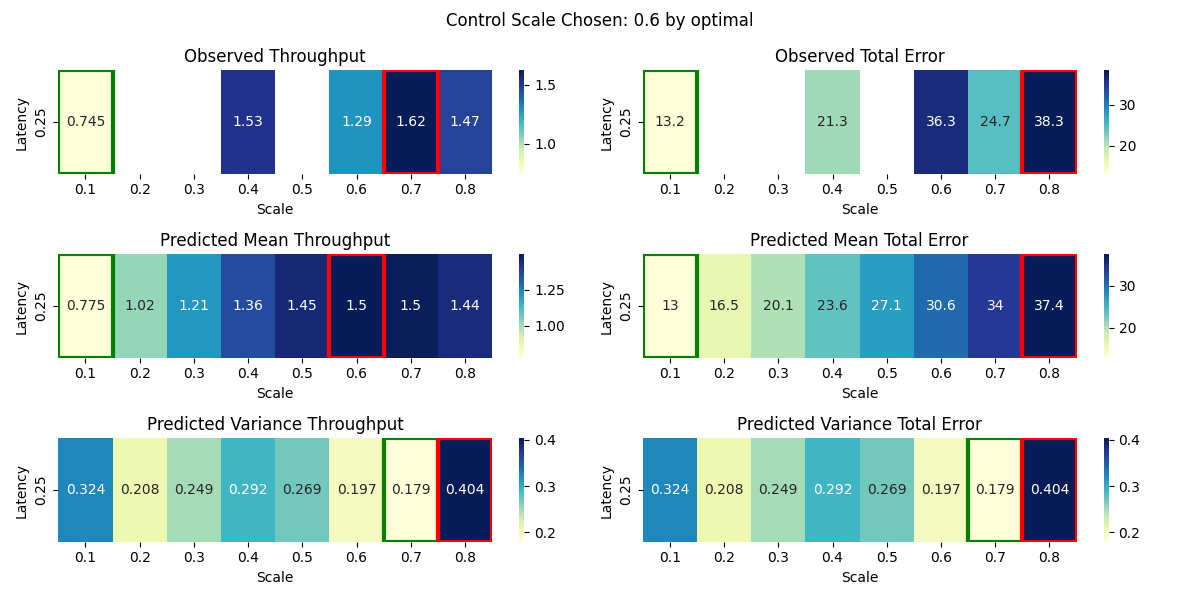 Control Scale Chosen: 0.6 by optimal
Observed Throughput
Latency
0.25
0.745 1.53 1.29 1.62 1.47
0.1 0.2 0.3 0.4 0.5 0.6 0.7 0.8
Scale
1.5
1.0
Observed Total Error
Latency
0.25
13.2 21.3 36.3 24.7 38.3
0.1 0.2 0.3 0.4 0.5 0.6 0.7 0.8
Scale
30
20
Predicted Mean Throughput
Latency
0.25
0.775 1.02 1.21 1.36 1.45 1.5 1.5 1.44
0.1 0.2 0.3 0.4 0.5 0.6 0.7 0.8
Scale
1.25
1.00
Predicted Mean Total Error
Latency
0.25
13 16.5 20.1 23.6 27.1 30.6 34 37.4
0.1 0.2 0.3 0.4 0.5 0.6 0.7 0.8
Scale
30
20
Predicted Variance Throughput
Latency
0.25
0.324 0.208 0.249 0.292 0.269 0.197 0.179 0.404
0.1 0.2 0.3 0.4 0.5 0.6 0.7 0.8
Scale
0.4
0.3
0.2
Predicted Variance Total Error
Latency
0.25
0.324 0.208 0.249 0.292 0.269 0.197 0.179 0.404
0.1 0.2 0.3 0.4 0.5 0.6 0.7 0.8
Scale
0.4
0.3
0.2